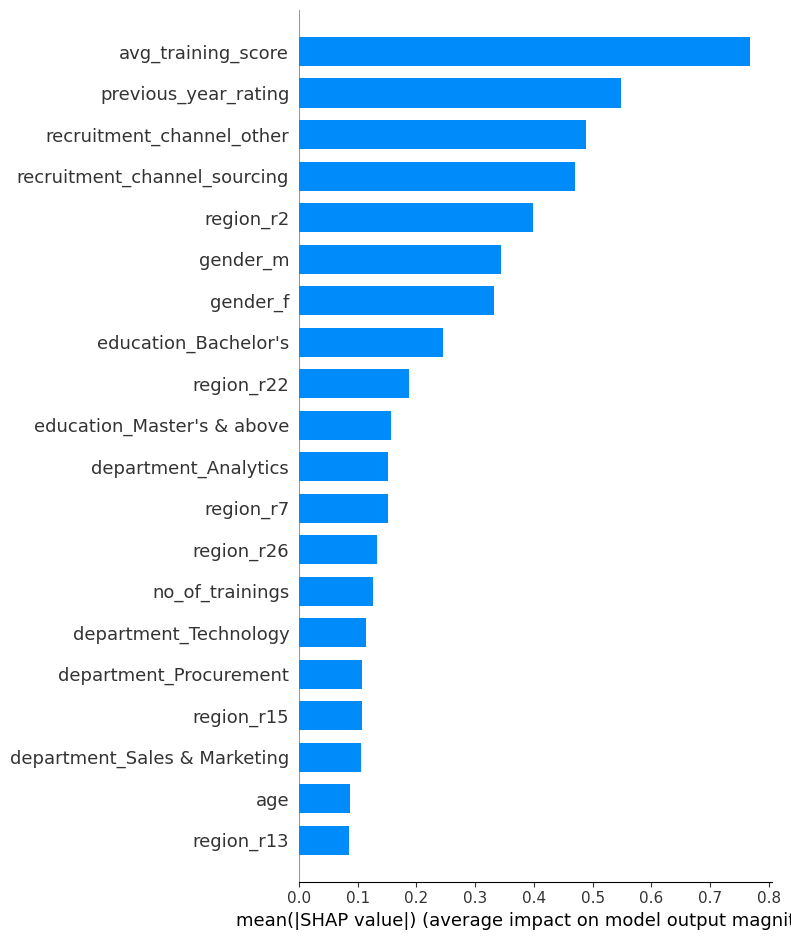 avg_training_score
previous_year_rating
recruitment_channel_other
recruitment_channel_sourcing
region_r2
gender_m
gender_f
education_Bachelor's
region_r22
education_Master's & above
department_Analytics
region_r7
region_r26
no_of_trainings
department_Technology
department_Procurement
region_r15
department_Sales & Marketing
age
region_r13
0.0 0.1 0.2 0.3 0.4 0.5 0.6 0.7 0.8
mean(|SHAP value|) (average impact on model output magnit